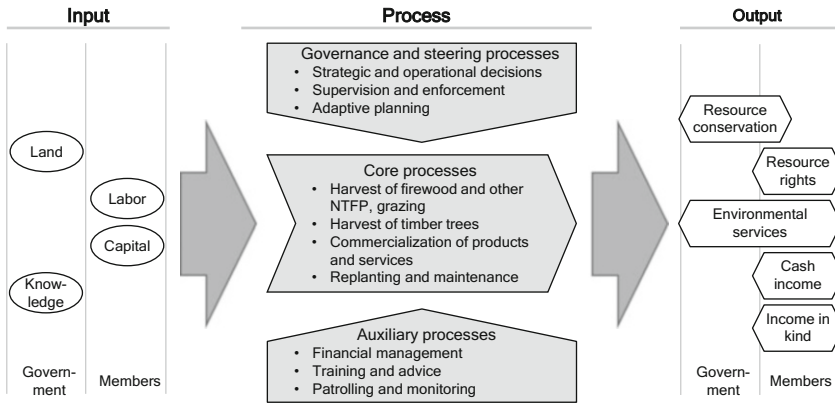 Input
Process
Output
Land
Labor
Capital
Know-
ledge
Govern-
ment
Members
Governance and steering processes
• Strategic and operational decisions
• Supervision and enforcement
• Adaptive planning
Core processes
• Harvest of firewood and other
NTFP, grazing
• Harvest of timber trees
• Commercialization of products
and services
• Replanting and maintenance
Auxiliary processes
• Financial management
• Training and advice
• Patrolling and monitoring
Resource
conservation
Resource
rights
Environmental
services
Cash
income
Income in
kind
Govern-
ment
Members